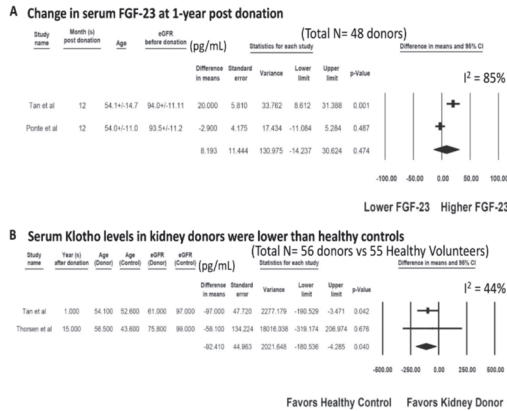 A Change in serum FGF-23 at 1-year post donation
(Total N= 48 donors)
Study name Month (s) post donation Age eGFR before donation (pg/mL) Statistics for each study Difference in means and 95% CI
Difference in means Standard error Variance Lower limit Upper limit p-Value
I² = 85%
Tan et al 12 54.1+/-14.7 94.0+/-11.11 20.000 5.810 33.762 8.612 31.388 0.001
Ponte et al 12 54.0+/-11.0 93.5+/-11.2 -2.900 4.175 17.434 -11.084 5.284 0.487
8.193 11.444 130.975 -14.237 30.624 0.474
-100.00 -50.00 0.00 50.00 100.00
Lower FGF-23 Higher FGF-23
B Serum Klotho levels in kidney donors were lower than healthy controls
(Total N= 56 donors vs 55 Healthy Volunteers)
Study name Year (s) after donation Age (Donor) Age (Control) eGFR (Donor) eGFR (Control) (pg/mL) Statistics for each study Difference in means and 95% CI
Difference in means Standard error Variance Lower limit Upper limit p-Value
I² = 44%
Tan et al 1.000 54.100 52.600 61.000 97.000 -97.000 47.720 2277.179 -190.529 -3.471 0.042
Thorsen et al 15.000 56.500 43.600 75.800 99.000 -56.100 134.224 18016.038 -319.174 206.974 0.676
-92.410 44.963 2021.648 -180.536 -4.285 0.040
-500.00 -250.00 0.00 250.00 500.00
Favors Healthy Control Favors Kidney Donor